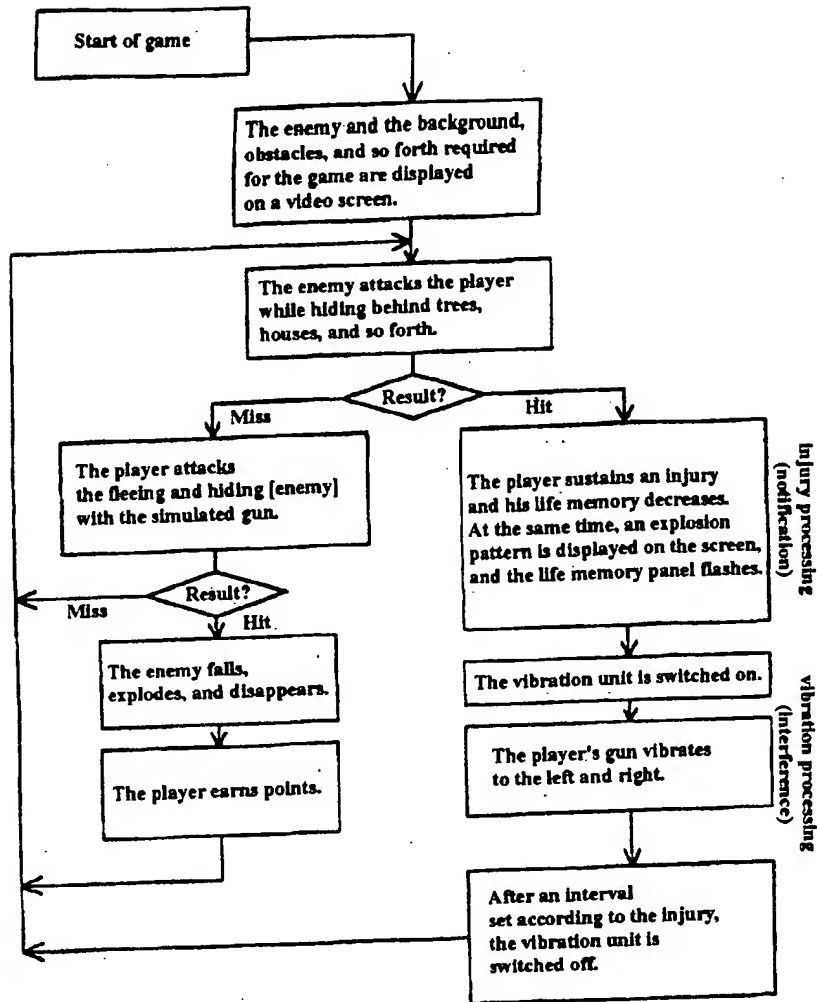 Start of game
The enemy and the background,
obstacles, and so forth required
for the game are displayed
on a video screen.
The enemy attacks the player
while hiding behind trees,
houses, and so forth.
Result?
Miss
Hit
The player attacks
the fleeing and hiding [enemy]
with the simulated gun.
Result?
Miss
Hit
The enemy falls,
explodes, and disappears.
The player earns points.
The player sustains an injury
and his life memory decreases.
At the same time, an explosion
pattern is displayed on the screen,
and the life memory panel flashes.
injury processing
(notification)
The vibration unit is switched on.
The player's gun vibrates
to the left and right.
vibration processing
(interference)
After an interval
set according to the injury,
the vibration unit is
switched off.